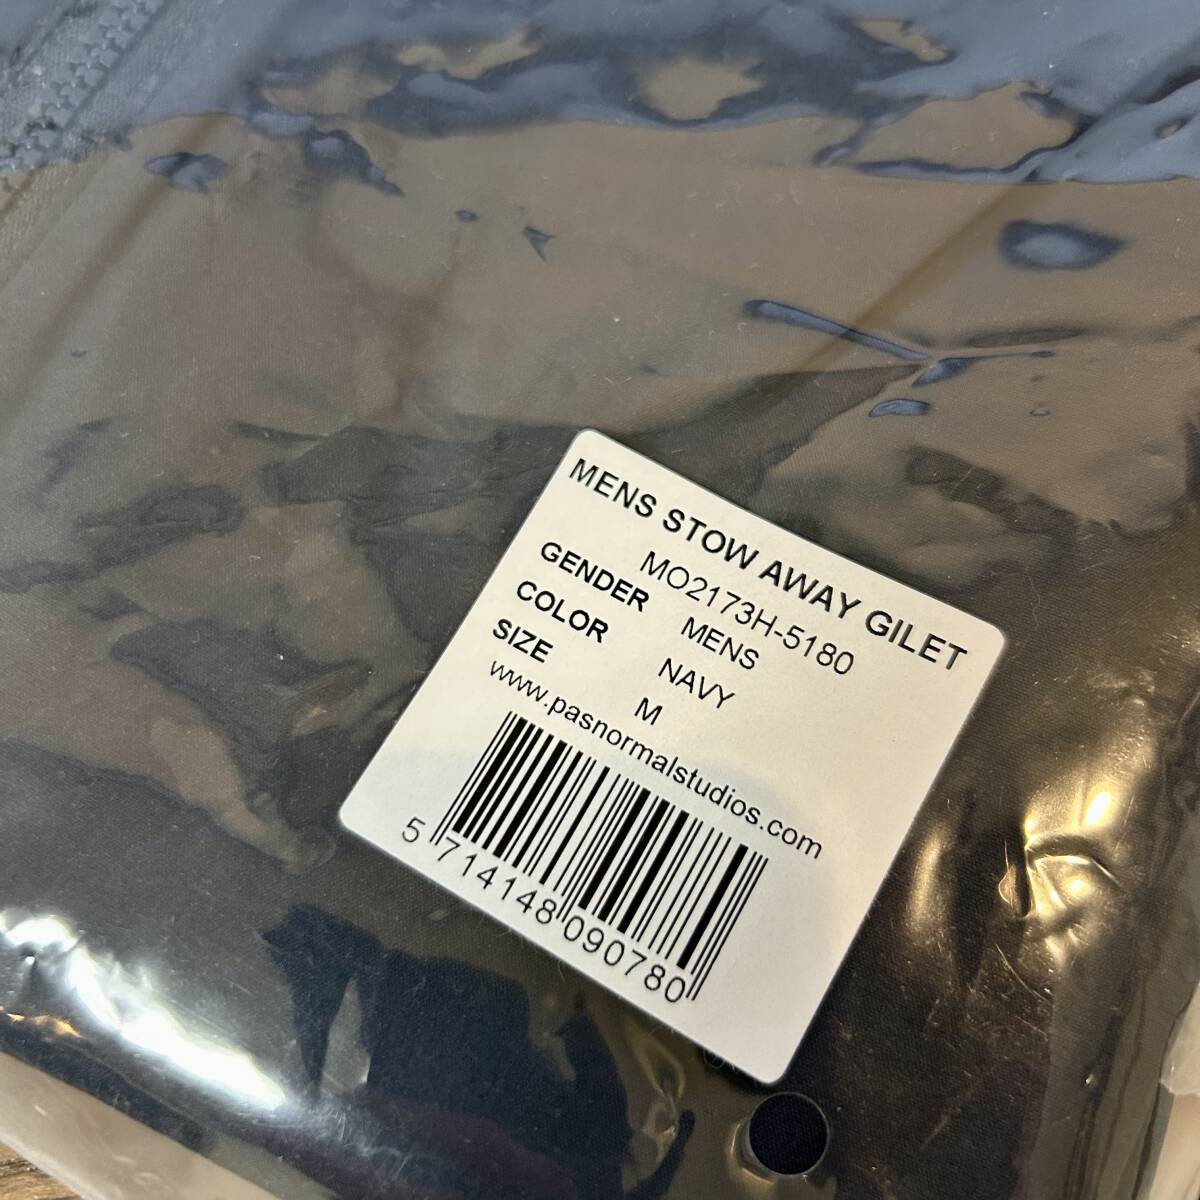 MENS STOW AWAY GILET
MO2173H-5180
GENDER MENS
COLOR NAVY
SIZE M
www.pasnormalstudios.com
5 714148 090780